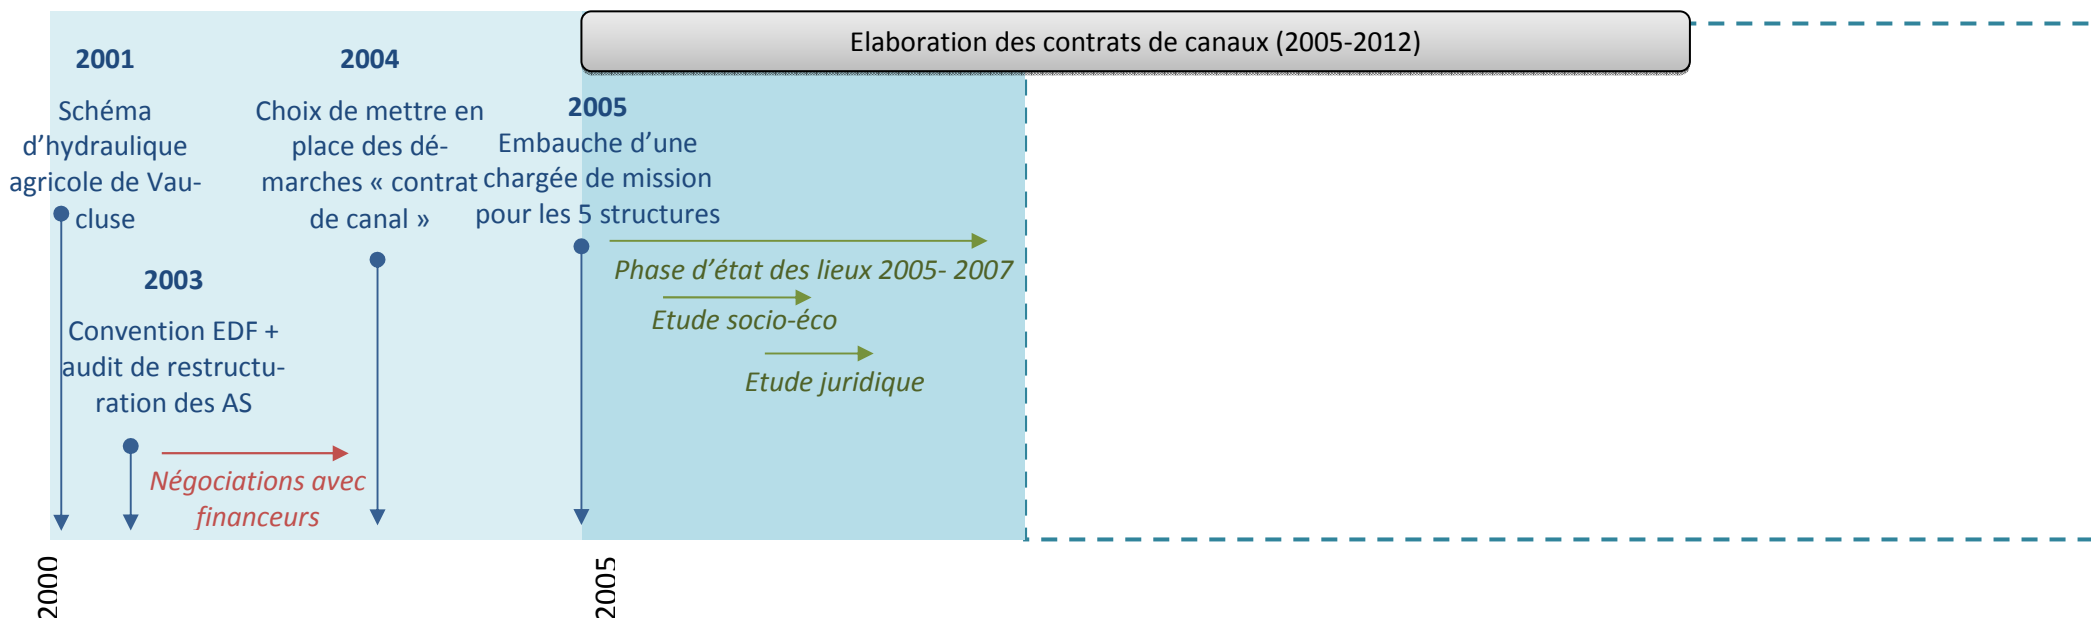 Elaboration des contrats de canaux (2005-2012)
2001
Schéma
d’hydraulique
agricole de Vau-
cluse
2003
Convention EDF +
audit de restructu-
ration des AS
Négociations avec
financeurs
2004
Choix de mettre en
place des dé-
marches « contrat
de canal »
2005
Embauche d’une
chargée de mission
pour les 5 structures
Phase d’état des lieux 2005- 2007
Etude socio-éco
Etude juridique
2000
2005